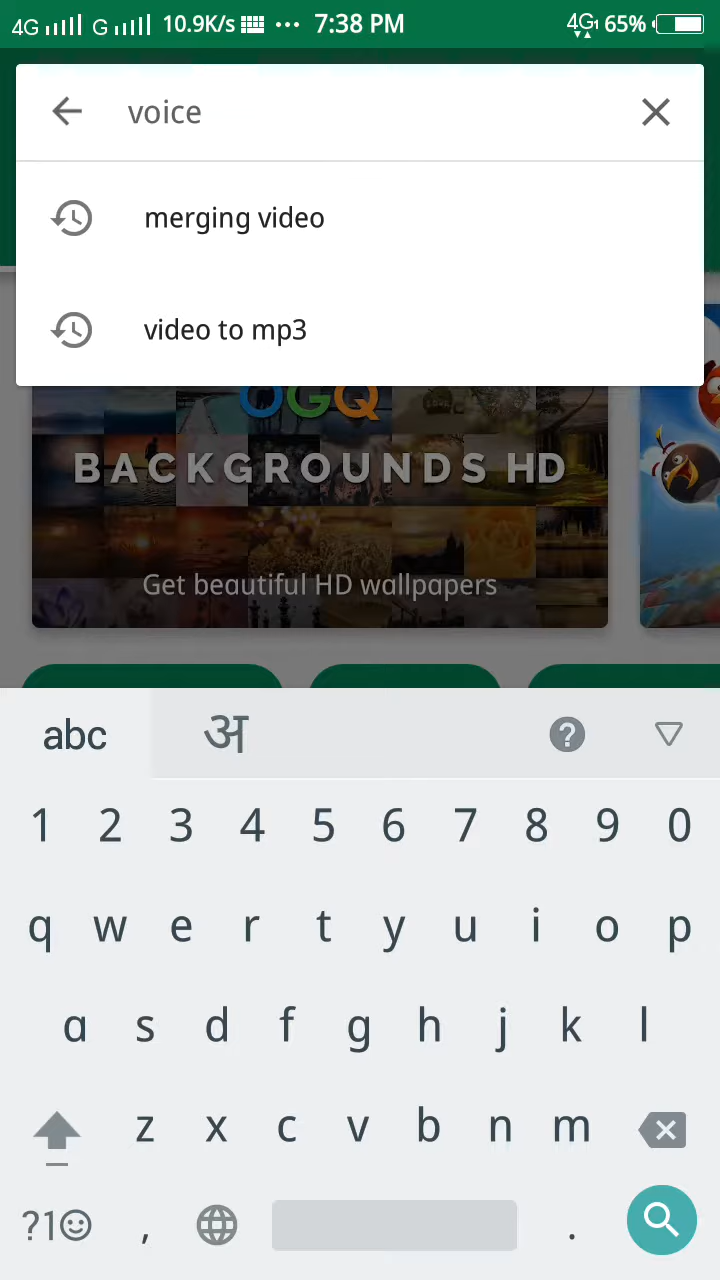 4G G 10.9K/s ••• 7:38 PM 4G1 65%
voice
merging video
video to mp3
OGQ
BACKGROUNDS HD
Get beautiful HD wallpapers
abc अ ?
1 2 3 4 5 6 7 8 9 0
q w e r t y u i o p
a s d f g h j k l
z x c v b n m
?1☺ , .